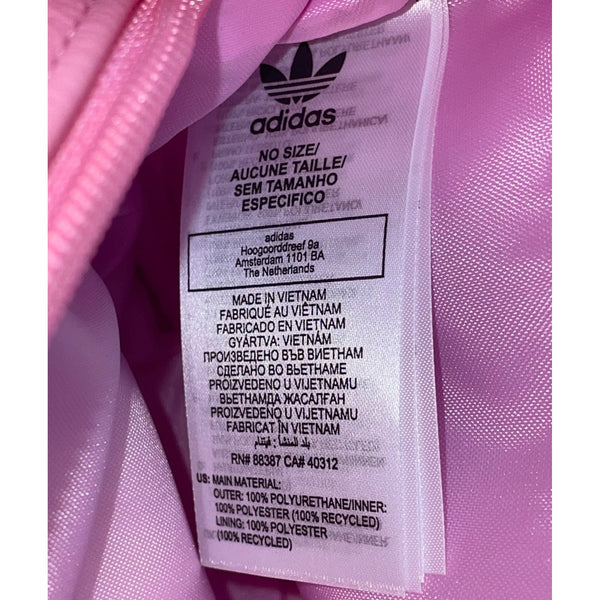 adidas
NO SIZE/
AUCUNE TAILLE/
SEM TAMANHO
ESPECIFICO
adidas
Hoogoorddreef 9a
Amsterdam 1101 BA
The Netherlands
MADE IN VIETNAM
FABRIQUÉ AU VIÊTNAM
FABRICADO EN VIETNAM
GYÁRTVA: VIETNÁM
ПРОИЗВЕДЕНО ВЪВ ВИЕТНАМ
СДЕЛАНО ВО ВЬЕТНАМЕ
PROIZVEDENO U VIJETNAMU
ВЬЕТНАМДА ЖАСАЛҒАН
PROIZVEDENO U VIJETNAMU
FABRICAT ÎN VIETNAM
بلد المنشأ: فيتنام
RN# 88387 CA# 40312
US: MAIN MATERIAL:
OUTER: 100% POLYURETHANE/INNER:
100% POLYESTER (100% RECYCLED)
LINING: 100% POLYESTER
(100% RECYCLED)